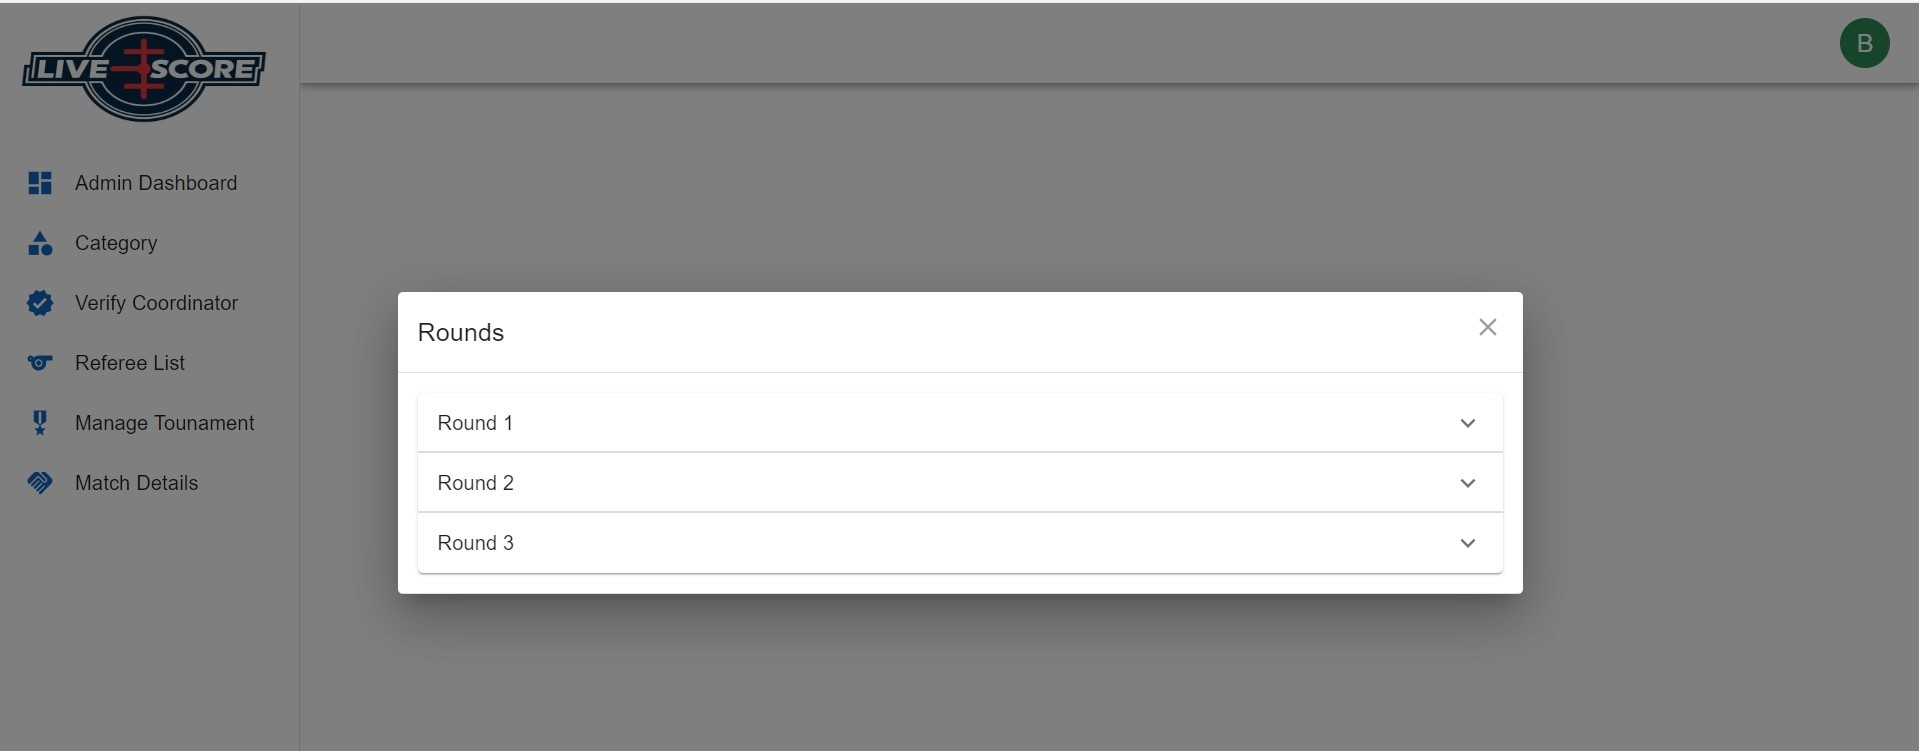 LIVE SCORE
B
Admin Dashboard
Category
Verify Coordinator
Referee List
Manage Tounament
Match Details
Rounds
Round 1
Round 2
Round 3